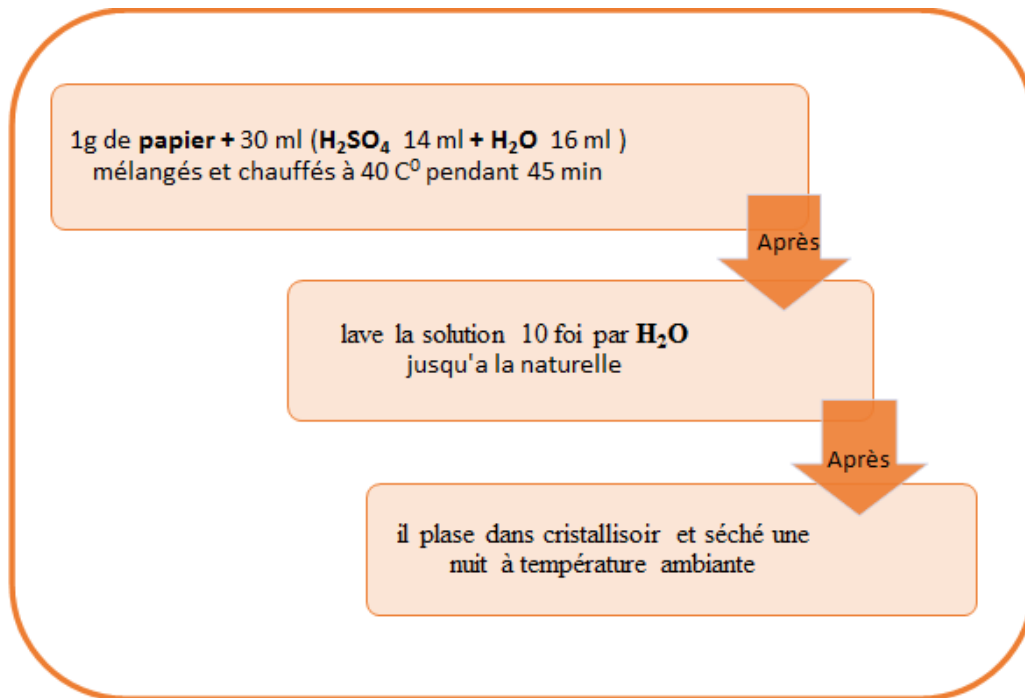 1g de papier + 30 ml (H₂SO₄ 14 ml + H₂O 16 ml )
mélangés et chauffés à 40 C⁰ pendant 45 min
Après
lave la solution 10 foi par H₂O
jusqu'a la naturelle
Après
il plase dans cristallisoir et séché une
nuit à température ambiante